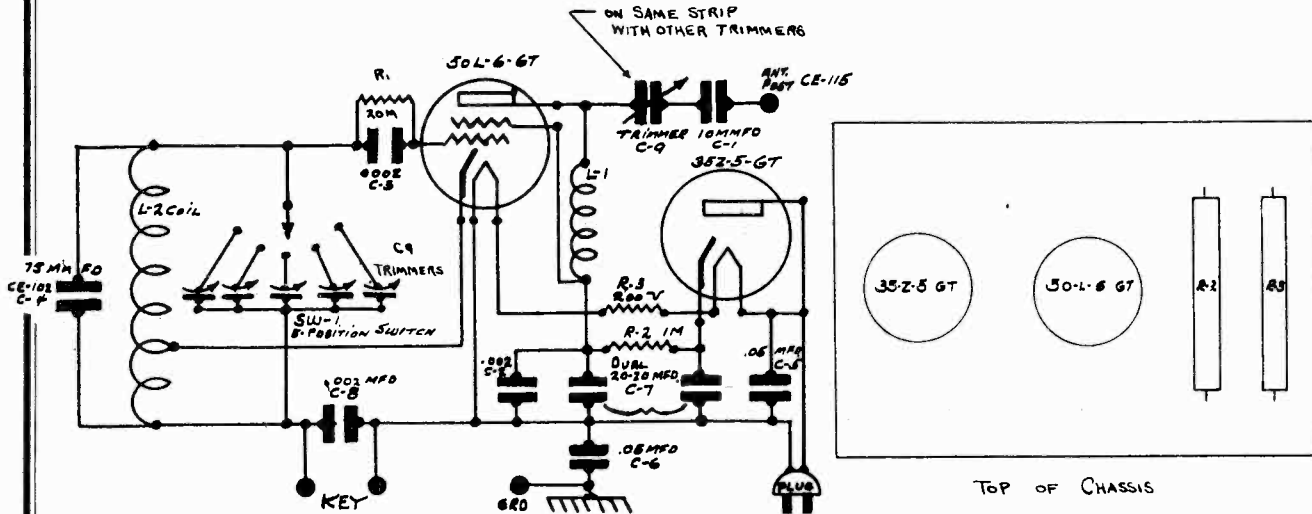 ON SAME STRIP
WITH OTHER TRIMMERS
50L-6-GT
R1
20M
.0002
C-3
TRIMMER
C-9
10MMFD
C-1
ANT.
POST
CE-115
35Z-5-GT
L-1
L-2 COIL
75 MMFD
CE-102
C-4
C9
TRIMMERS
SW-1
5-POSITION SWITCH
R-3
200 V
R-2 1M
.002
DUAL
20-20 MFD.
C-7
.05 MFD
C-5
.002 MFD
C-8
.05 MFD
C-6
KEY
GRD
PLUG
35-Z-5 GT
50-L-6 GT
R-2
R-3
TOP OF CHASSIS